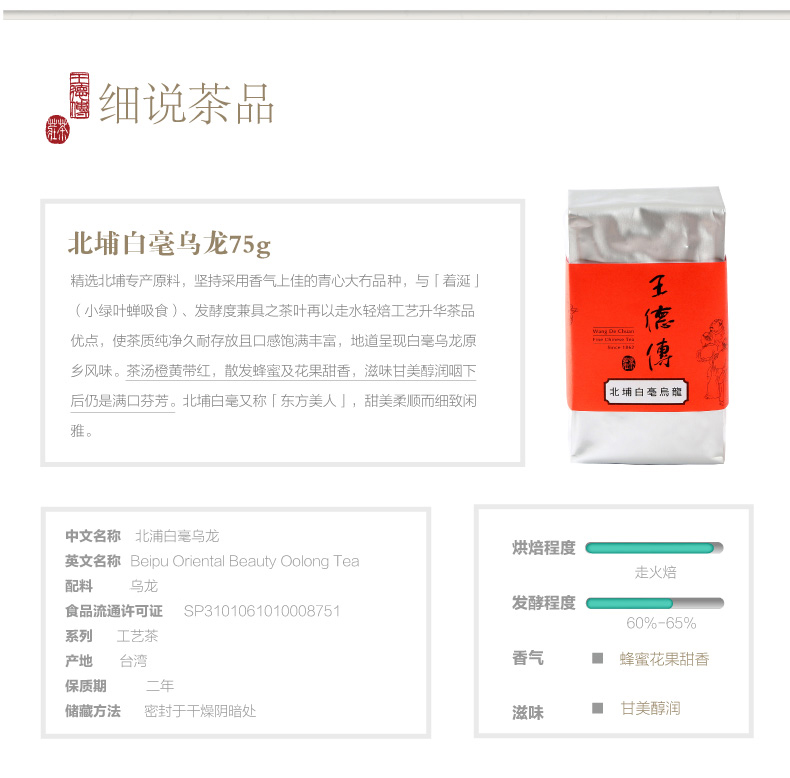 王德傳
茶莊
细说茶品
北埔白毫乌龙75g
精选北埔专产原料，坚持采用香气上佳的青心大冇品种，与「着涎」
（小绿叶蝉吸食）、发酵度兼具之茶叶再以走水轻焙工艺升华茶品
优点，使茶质纯净久耐存放且口感饱满丰富，地道呈现白毫乌龙原
乡风味。茶汤橙黄带红，散发蜂蜜及花果甜香，滋味甘美醇润咽下
后仍是满口芬芳。北埔白毫又称「东方美人」，甜美柔顺而细致闲
雅。
王德傳
Wang De Chuan
Fine Chinese Tea
Since 1862
北埔白毫烏龍
中文名称 北浦白毫乌龙
英文名称 Beipu Oriental Beauty Oolong Tea
配料 乌龙
食品流通许可证 SP3101061010008751
系列 工艺茶
产地 台湾
保质期 二年
储藏方法 密封于干燥阴暗处
烘焙程度
走火焙
发酵程度
60%-65%
香气 ■ 蜂蜜花果甜香
滋味 ■ 甘美醇润